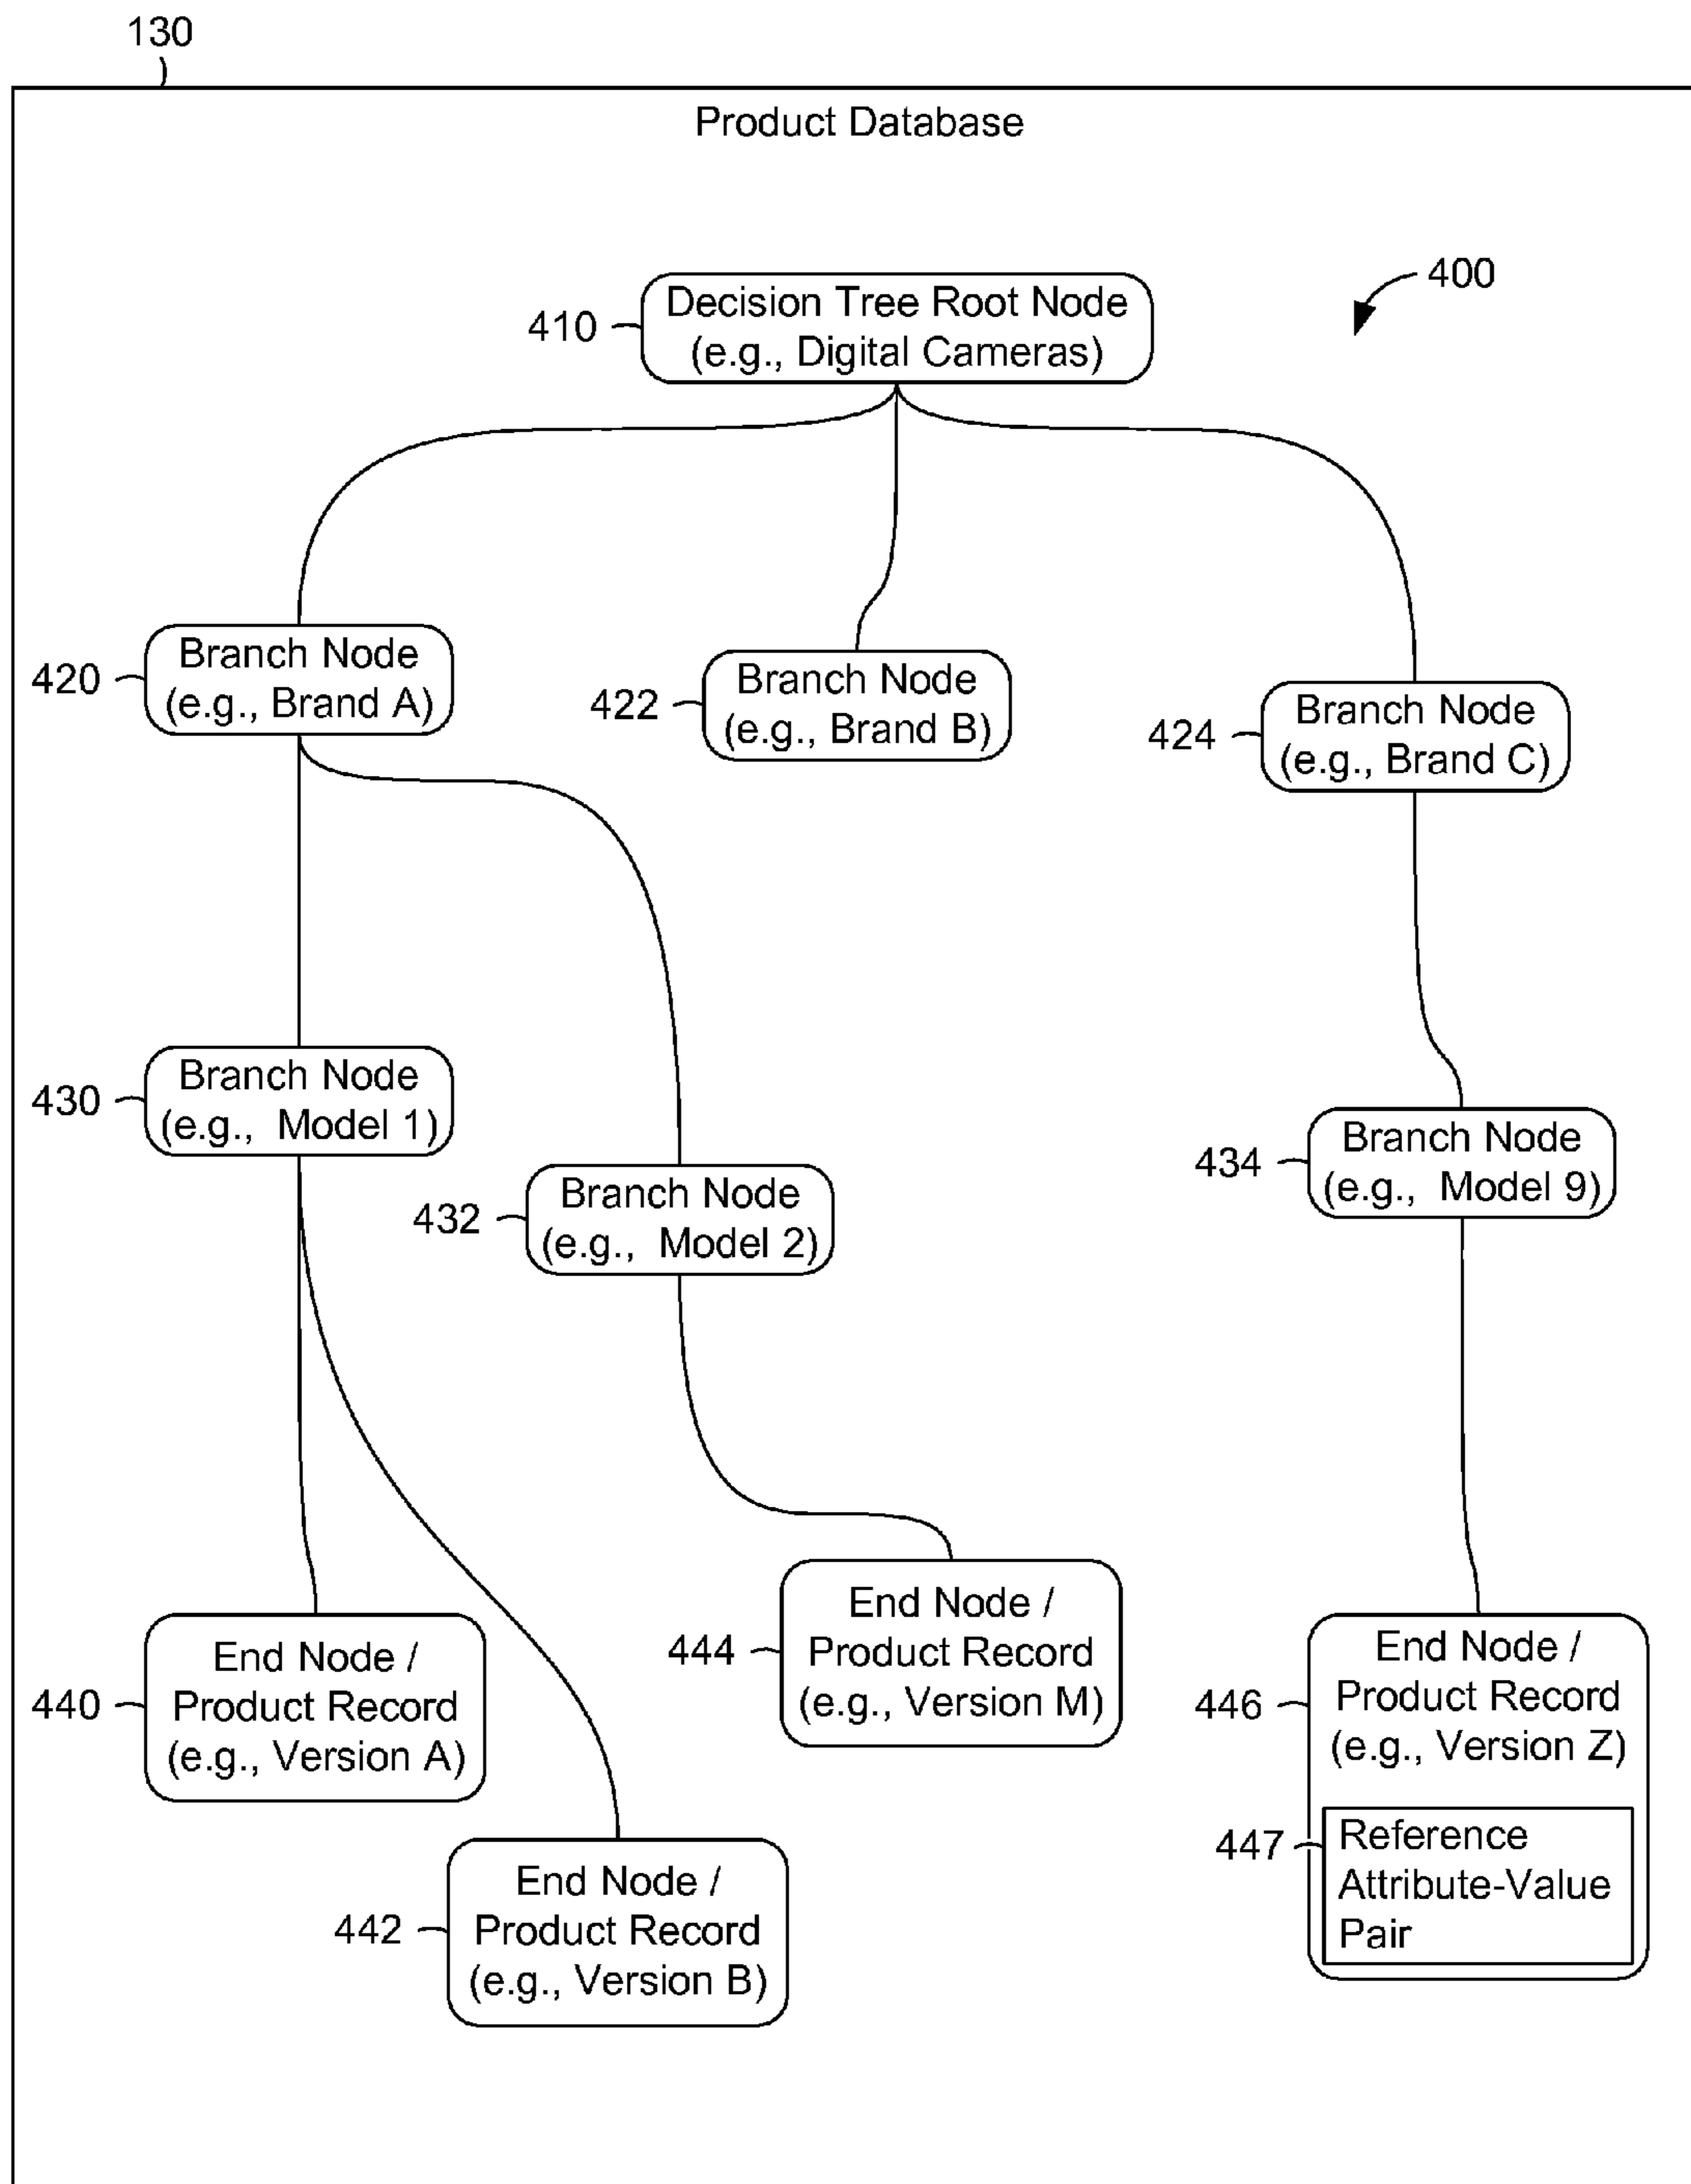 130
Product Database
400
410
Decision Tree Root Node
(e.g., Digital Cameras)
420
Branch Node
(e.g., Brand A)
422
Branch Node
(e.g., Brand B)
424
Branch Node
(e.g., Brand C)
430
Branch Node
(e.g., Model 1)
432
Branch Node
(e.g., Model 2)
434
Branch Node
(e.g., Model 9)
440
End Node /
Product Record
(e.g., Version A)
442
End Node /
Product Record
(e.g., Version B)
444
End Node /
Product Record
(e.g., Version M)
446
End Node /
Product Record
(e.g., Version Z)
447
Reference
Attribute-Value
Pair